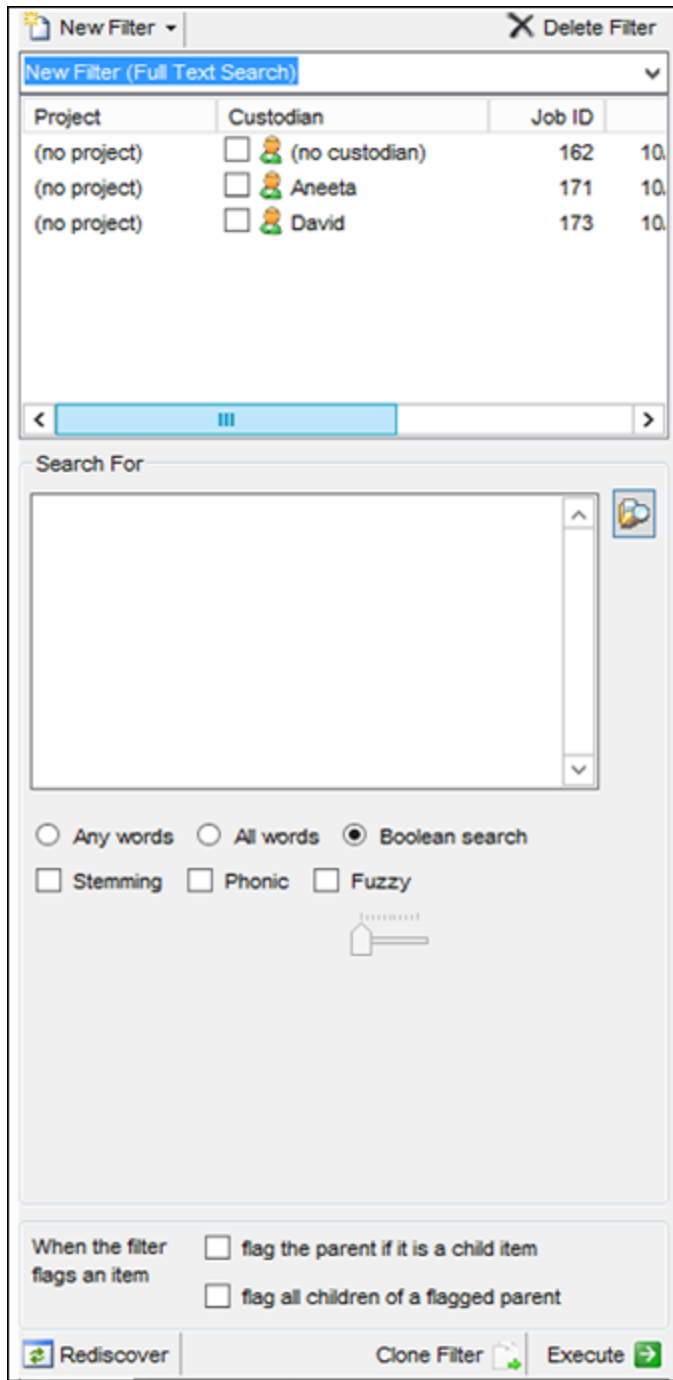 New Filter Delete Filter
New Filter (Full Text Search)
Project Custodian Job ID
(no project) (no custodian) 162 10.
(no project) Aneeta 171 10.
(no project) David 173 10.
Search For
Any words All words Boolean search
Stemming Phonic Fuzzy
When the filter flag the parent if it is a child item
flags an item
flag all children of a flagged parent
Rediscover Clone Filter Execute